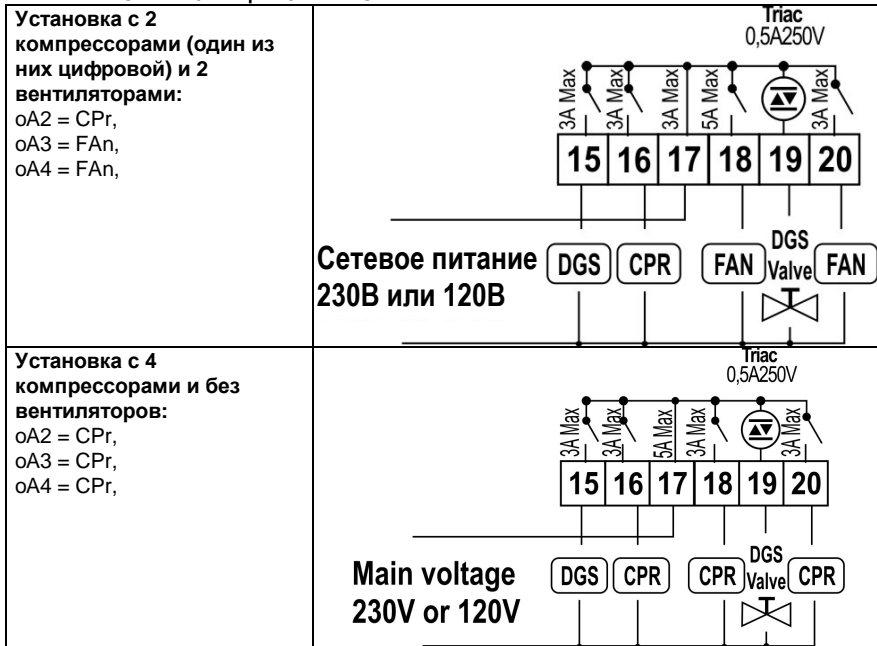 Установка с 2
компрессорами (один из
них цифровой) и 2
вентиляторами:
oA2 = CPr,
oA3 = FAn,
oA4 = FAn,
Triac
0,5A250V
3A Max 3A Max 3A Max 5A Max 3A Max
15 16 17 18 19 20
Сетевое питание
230В или 120В
DGS CPR FAN DGS Valve FAN
Установка с 4
компрессорами и без
вентиляторов:
oA2 = CPr,
oA3 = CPr,
oA4 = CPr,
Triac
0,5A250V
3A Max 3A Max 5A Max 3A Max 3A Max
15 16 17 18 19 20
Main voltage
230V or 120V
DGS CPR CPR DGS Valve CPR